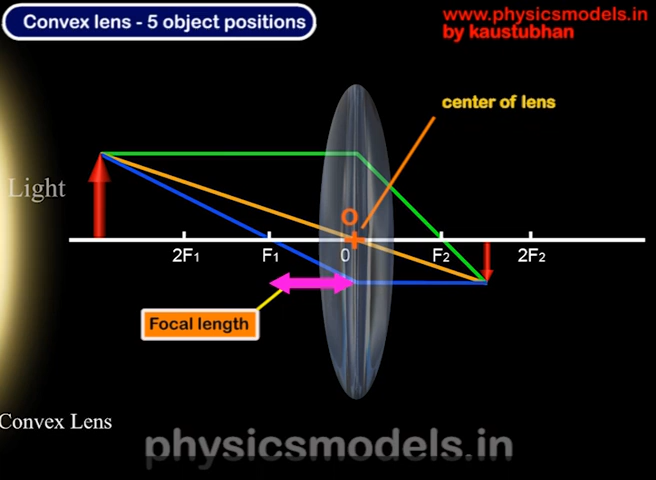 Convex lens - 5 object positions
www.physicsmodels.in
by kaustubhan
center of lens
Light
O
2F1
F1
0
F2
2F2
Focal length
Convex Lens
physicsmodels.in